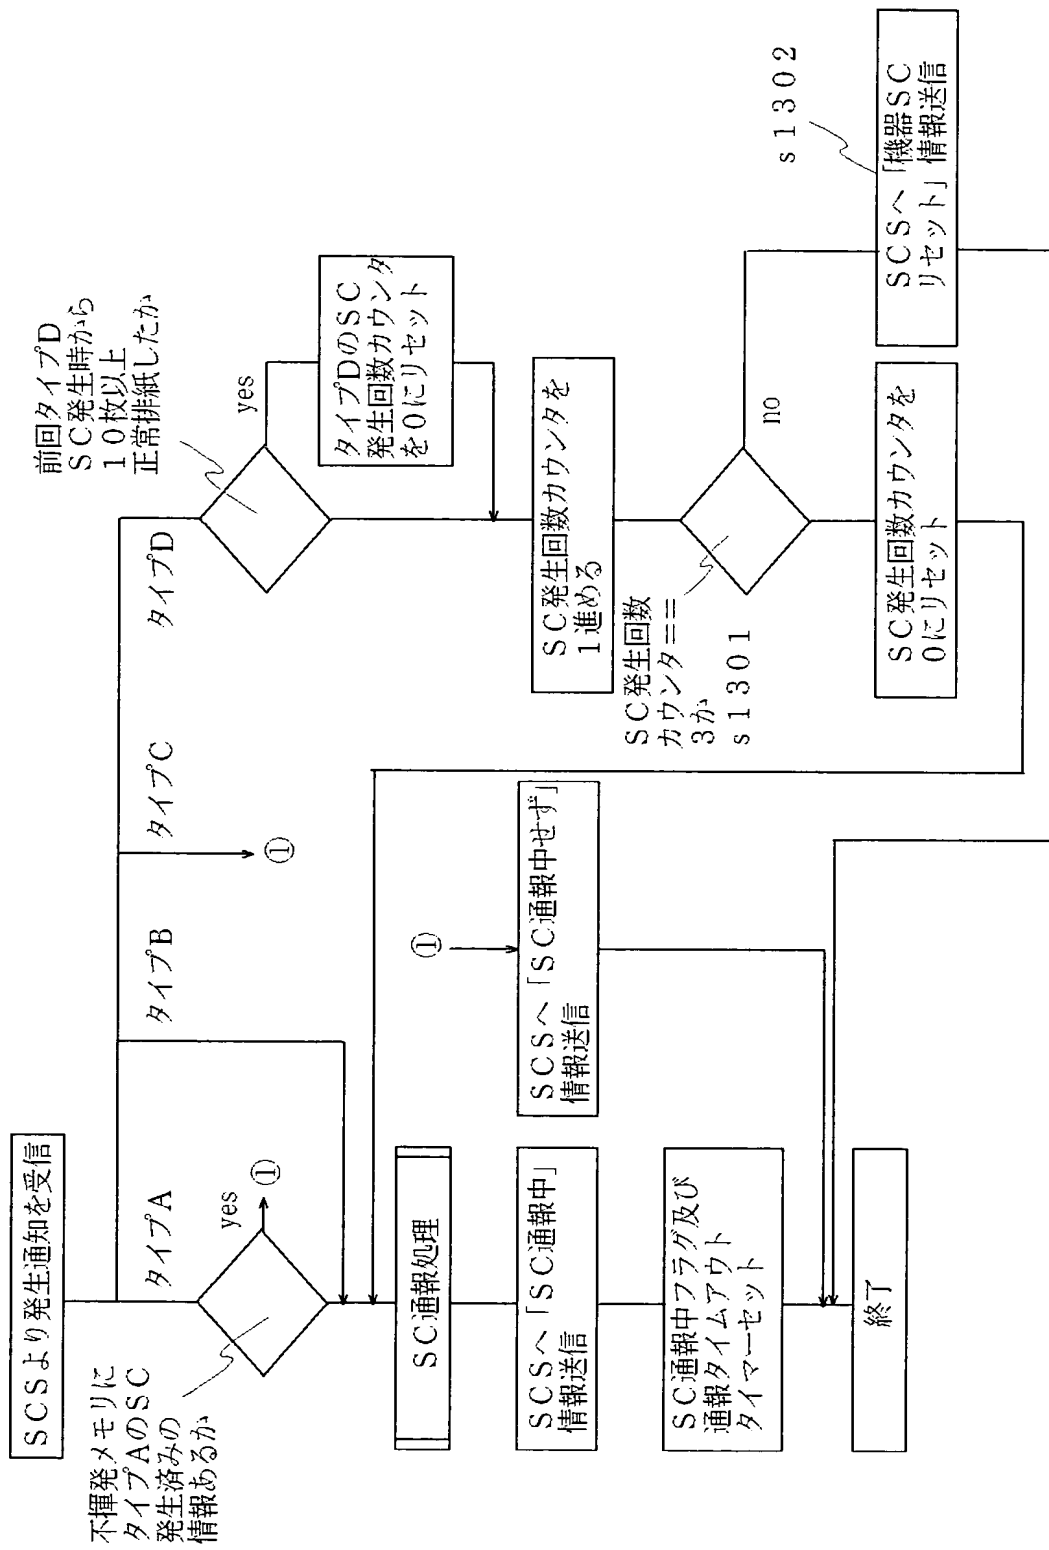 SCSより発生通知を受信
タイプA
タイプB
タイプC
タイプD
不揮発メモリに
タイプAのSC
発生済みの
情報あるか
yes
①
①
前回タイプD
SC発生時から
10枚以上
正常排紙したか
yes
タイプDのSC
発生回数カウンタ
を0にリセット
SC通報処理
①
SC発生回数カウンタを
1進める
SCSへ「SC通報中」
情報送信
SCSへ「SC通報中せず」
情報送信
SC発生回数
カウンタ==
3か
s1301
no
s1302
SC通報中フラグ及び
通報タイムアウト
タイマーセット
SC発生回数カウンタを
0にリセット
SCSへ「機器SC
リセット」情報送信
終了